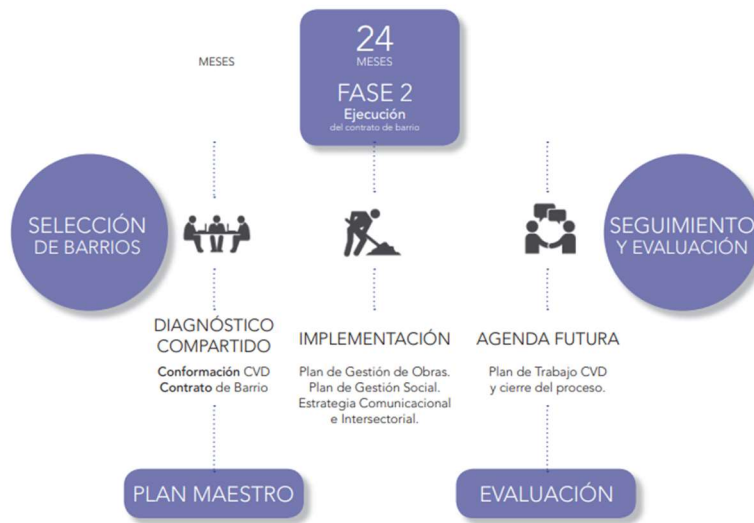 MESES
24
MESES
FASE 2
Ejecución
del contrato de barrio
SELECCIÓN
DE BARRIOS
SEGUIMIENTO
Y EVALUACIÓN
DIAGNÓSTICO
COMPARTIDO
Conformación CVD
Contrato de Barrio
IMPLEMENTACIÓN
Plan de Gestión de Obras.
Plan de Gestión Social.
Estrategia Comunicacional
e Intersectorial.
AGENDA FUTURA
Plan de Trabajo CVD
y cierre del proceso.
PLAN MAESTRO
EVALUACIÓN